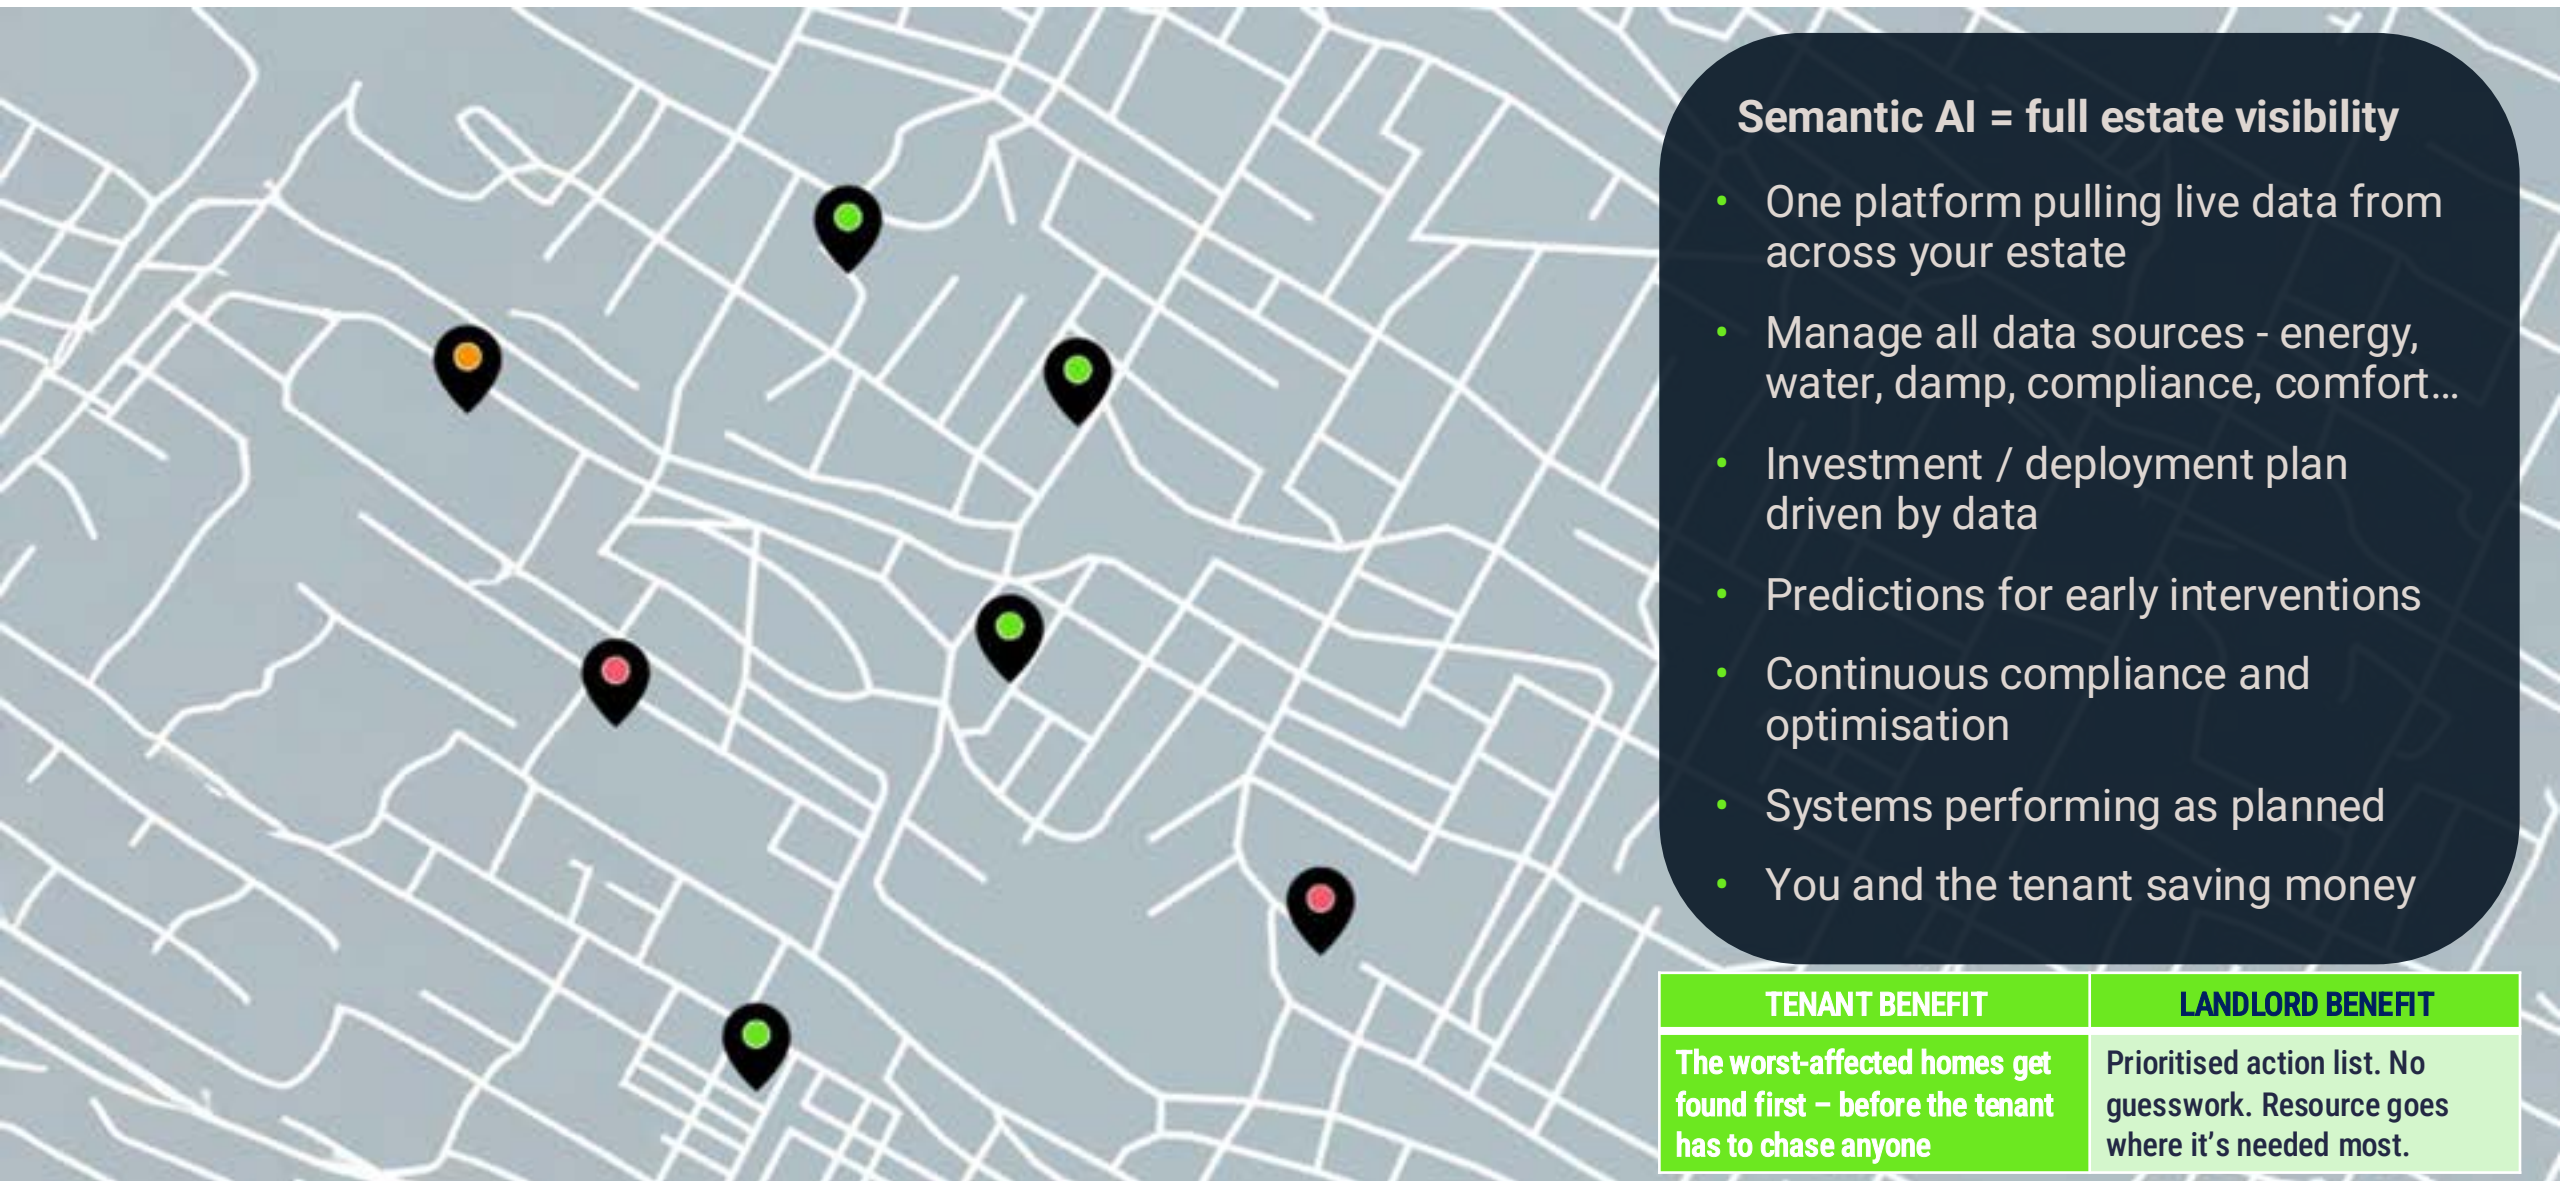 Semantic AI = full estate visibility
• One platform pulling live data from
across your estate
• Manage all data sources - energy,
water, damp, compliance, comfort...
• Investment / deployment plan
driven by data
• Predictions for early interventions
• Continuous compliance and
optimisation
• Systems performing as planned
• You and the tenant saving money
TENANT BENEFIT
The worst-affected homes get
found first – before the tenant
has to chase anyone
LANDLORD BENEFIT
Prioritised action list. No
guesswork. Resource goes
where it’s needed most.